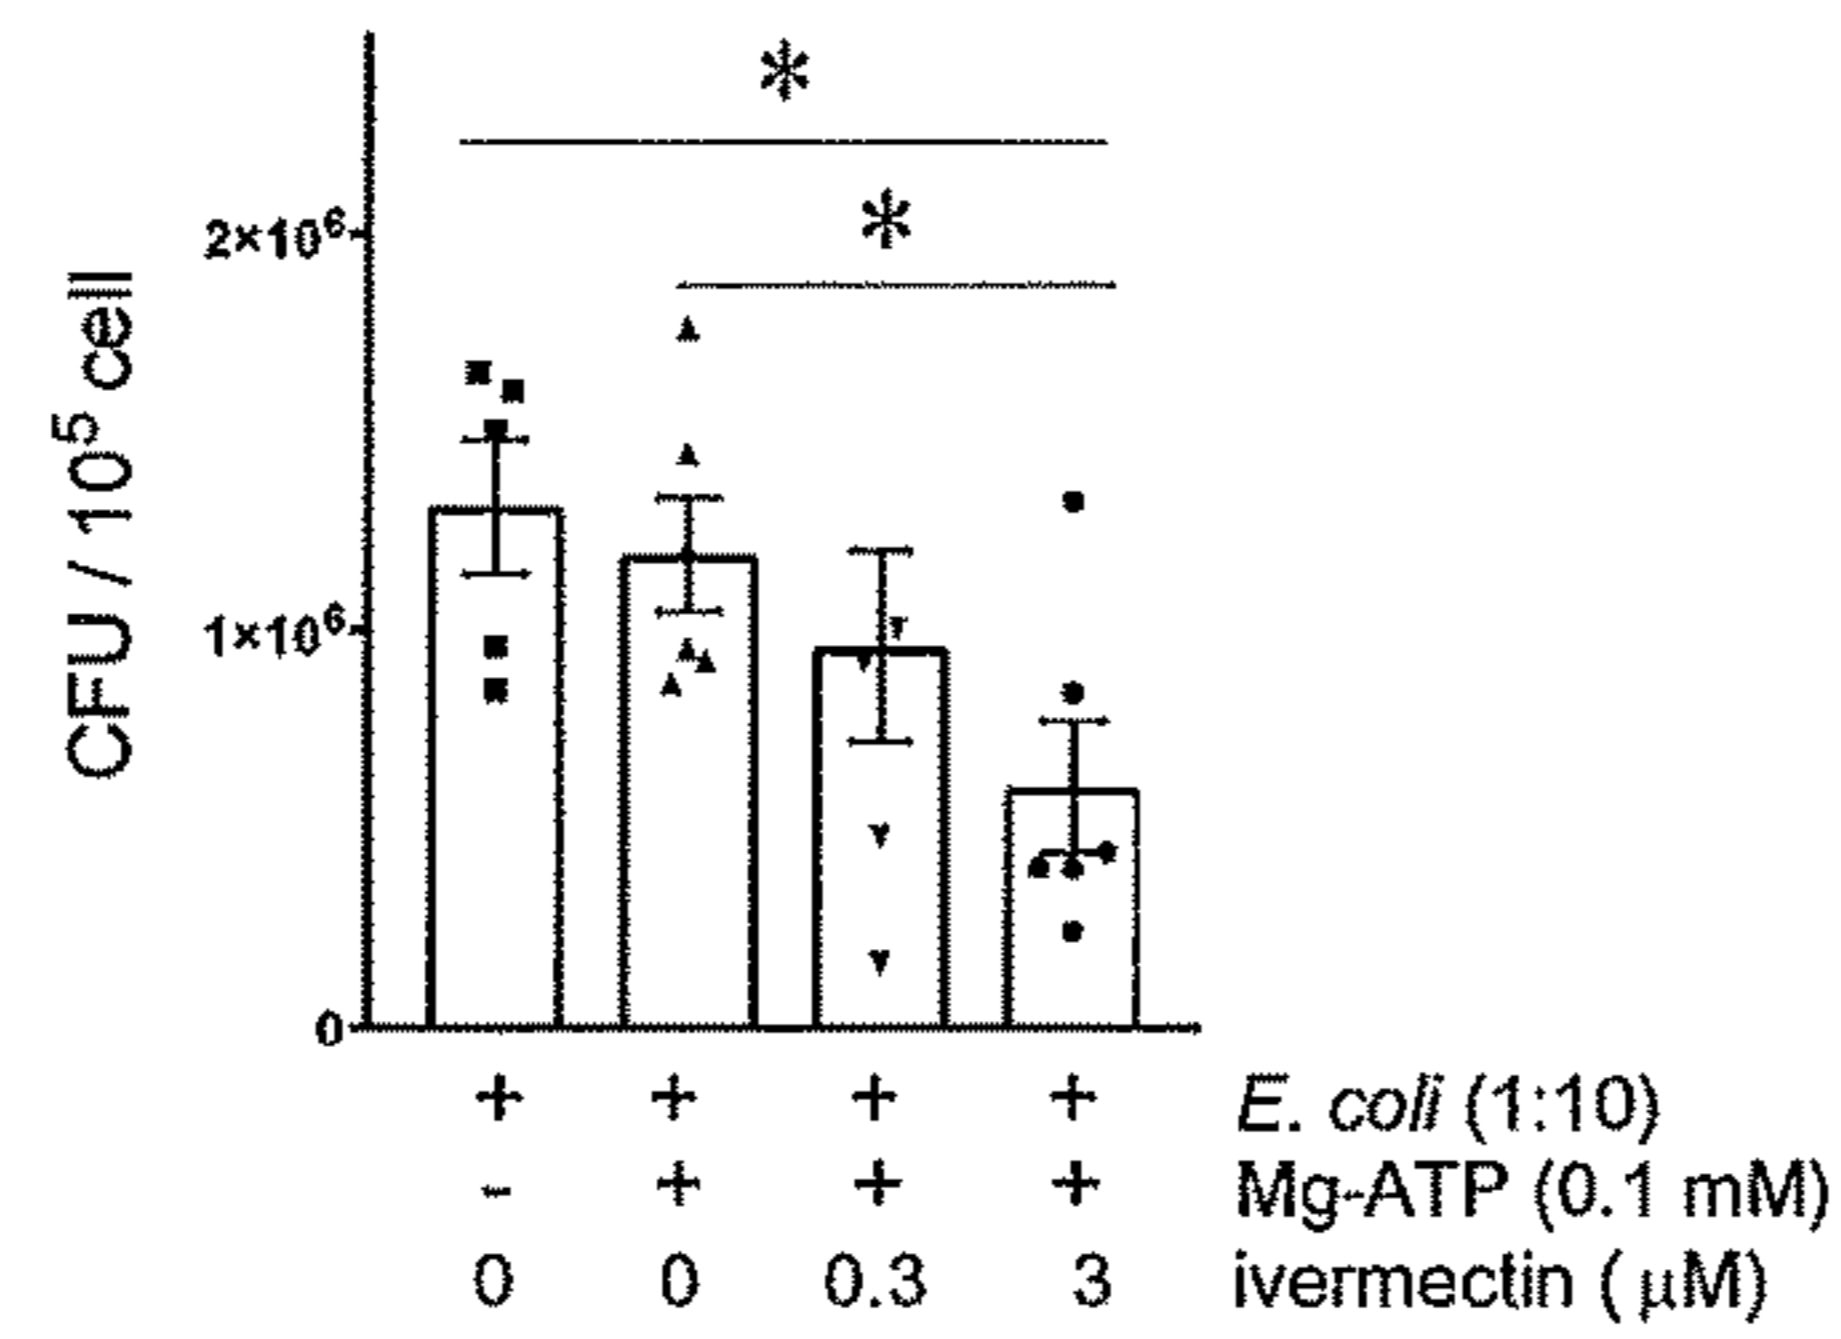 *
*
2×10⁶
1×10⁶
0
CFU / 10⁵ cell
+ + + + E. coli (1:10)
- + + + Mg-ATP (0.1 mM)
0 0 0.3 3 ivermectin ( μM)